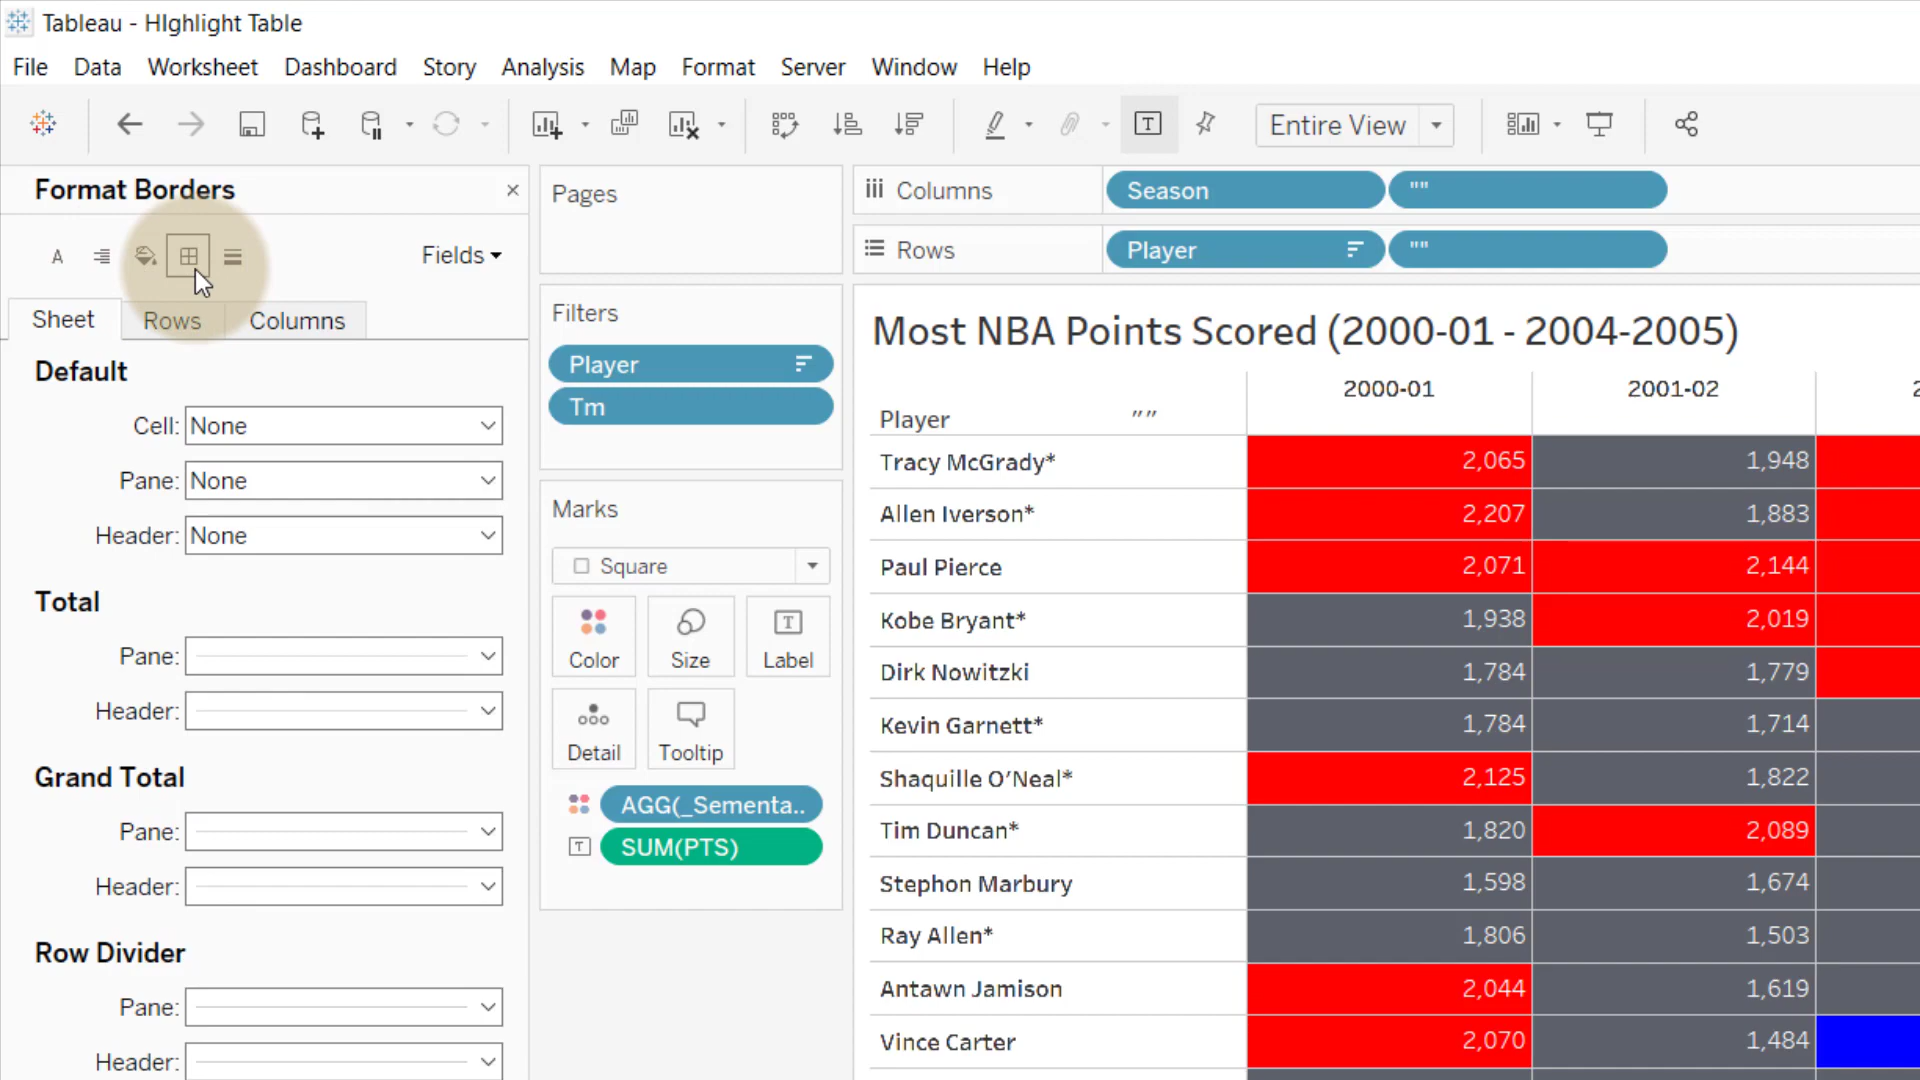 Tableau - HIghlight Table
File Data Worksheet Dashboard Story Analysis Map Format Server Window Help
Entire View
Format Borders
Fields
Sheet Rows Columns
Default
Cell: None
Pane: None
Header: None
Total
Pane:
Header:
Grand Total
Pane:
Header:
Row Divider
Pane:
Header:
Pages
Filters
Player
Tm
Marks
Square
Color Size Label
Detail Tooltip
AGG(_Sementa..
SUM(PTS)
Columns Season ""
Rows Player ""
Most NBA Points Scored (2000-01 - 2004-2005)
2000-01 2001-02 2
Player ""
Tracy McGrady* 2,065 1,948
Allen Iverson* 2,207 1,883
Paul Pierce 2,071 2,144
Kobe Bryant* 1,938 2,019
Dirk Nowitzki 1,784 1,779
Kevin Garnett* 1,784 1,714
Shaquille O'Neal* 2,125 1,822
Tim Duncan* 1,820 2,089
Stephon Marbury 1,598 1,674
Ray Allen* 1,806 1,503
Antawn Jamison 2,044 1,619
Vince Carter 2,070 1,484